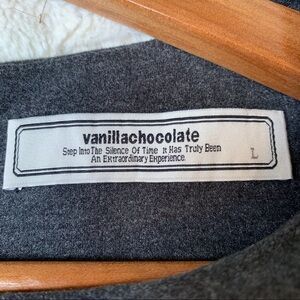 vanillachocolate
Step Into The Silence Of Time It Has Truly Been
An Extraordinary Experience.
L